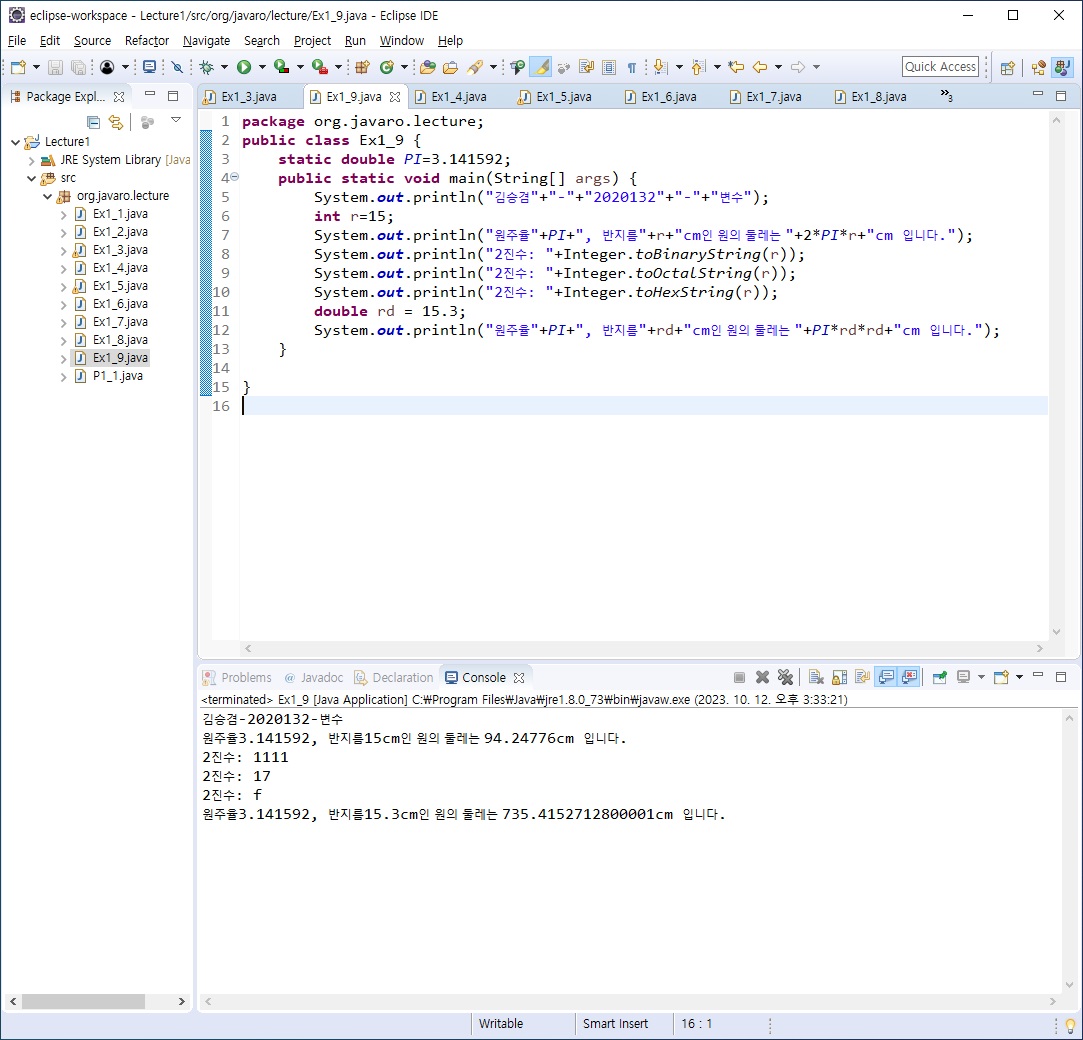 eclipse-workspace - Lecture1/src/org/javaro/lecture/Ex1_9.java - Eclipse IDE
File Edit Source Refactor Navigate Search Project Run Window Help
Quick Access
Package Expl...
Lecture1
JRE System Library [Java
src
org.javaro.lecture
Ex1_1.java
Ex1_2.java
Ex1_3.java
Ex1_4.java
Ex1_5.java
Ex1_6.java
Ex1_7.java
Ex1_8.java
Ex1_9.java
P1_1.java
Ex1_3.java Ex1_9.java Ex1_4.java Ex1_5.java Ex1_6.java Ex1_7.java Ex1_8.java »3
1 package org.javaro.lecture;
2 public class Ex1_9 {
3 static double PI=3.141592;
4 public static void main(String[] args) {
5 System.out.println("김승겸"+"-"+"2020132"+"-"+"변수");
6 int r=15;
7 System.out.println("원주율"+PI+", 반지름"+r+"cm인 원의 둘레는 "+2*PI*r+"cm 입니다.");
8 System.out.println("2진수: "+Integer.toBinaryString(r));
9 System.out.println("2진수: "+Integer.toOctalString(r));
10 System.out.println("2진수: "+Integer.toHexString(r));
11 double rd = 15.3;
12 System.out.println("원주율"+PI+", 반지름"+rd+"cm인 원의 둘레는 "+PI*rd*rd+"cm 입니다.");
13 }
14
15 }
16
Problems @ Javadoc Declaration Console
<terminated> Ex1_9 [Java Application] C:₩Program Files₩Java₩jre1.8.0_73₩bin₩javaw.exe (2023. 10. 12. 오후 3:33:21)
김승겸-2020132-변수
원주율3.141592, 반지름15cm인 원의 둘레는 94.24776cm 입니다.
2진수: 1111
2진수: 17
2진수: f
원주율3.141592, 반지름15.3cm인 원의 둘레는 735.4152712800001cm 입니다.
Writable Smart Insert 16 : 1